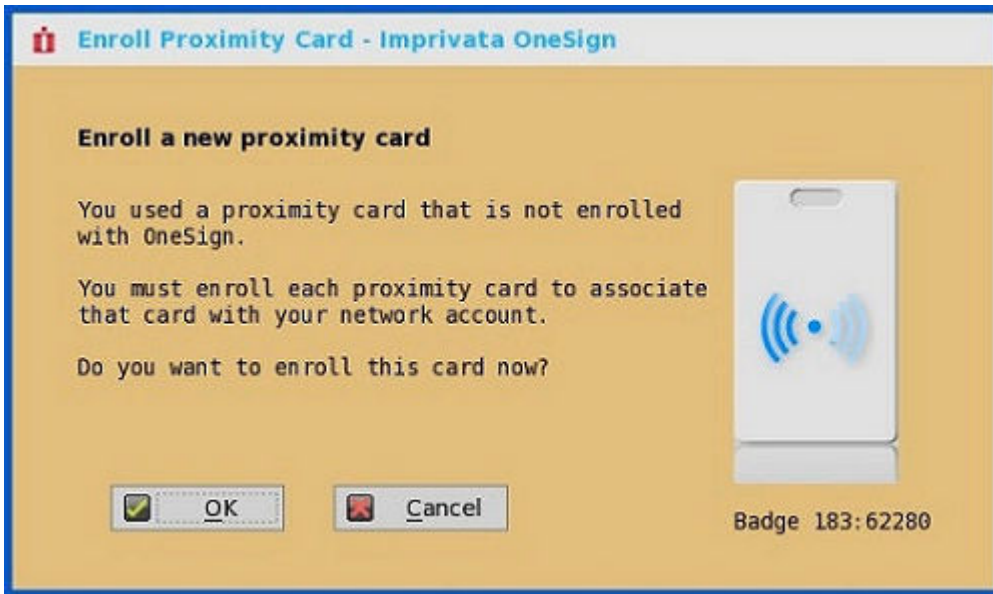 Enroll Proximity Card - Imprivata OneSign
Enroll a new proximity card
You used a proximity card that is not enrolled
with OneSign.
You must enroll each proximity card to associate
that card with your network account.
Do you want to enroll this card now?
OK
Cancel
Badge 183:62280